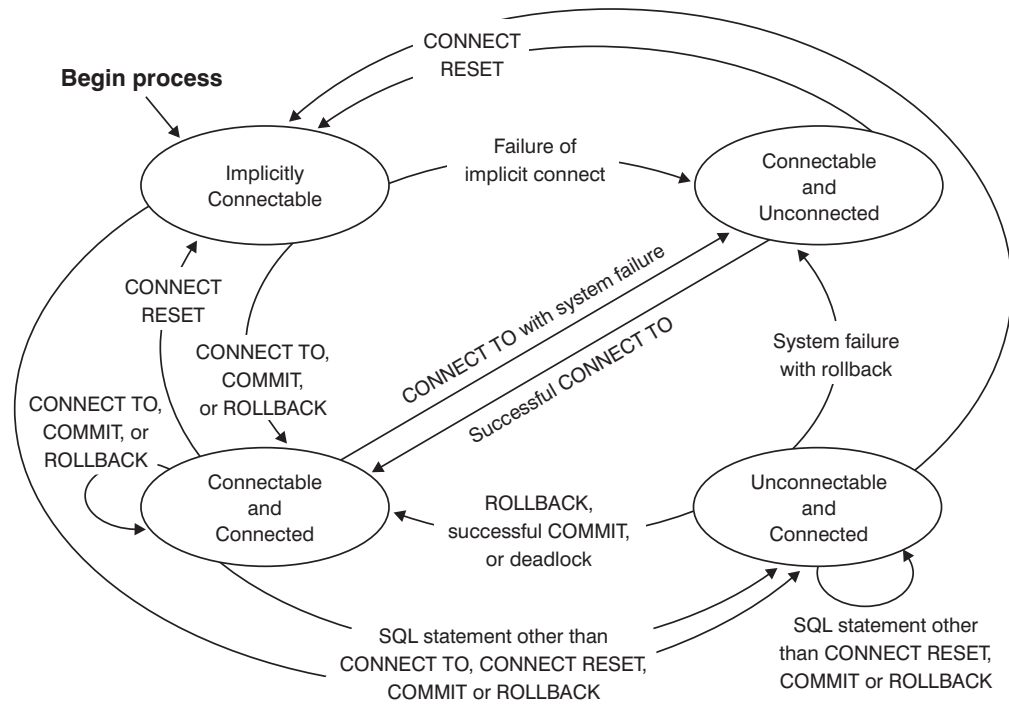 CONNECT
RESET
Begin process
Implicitly
Connectable
Failure of
implicit connect
Connectable
and
Unconnected
CONNECT
RESET
CONNECT TO with system failure
Successful CONNECT TO
System failure
with rollback
CONNECT TO,
COMMIT,
or ROLLBACK
CONNECT TO,
COMMIT, or
ROLLBACK
Connectable
and
Connected
ROLLBACK,
successful COMMIT,
or deadlock
Unconnectable
and
Connected
SQL statement other than
CONNECT TO, CONNECT RESET,
COMMIT or ROLLBACK
SQL statement other
than CONNECT RESET,
COMMIT or ROLLBACK